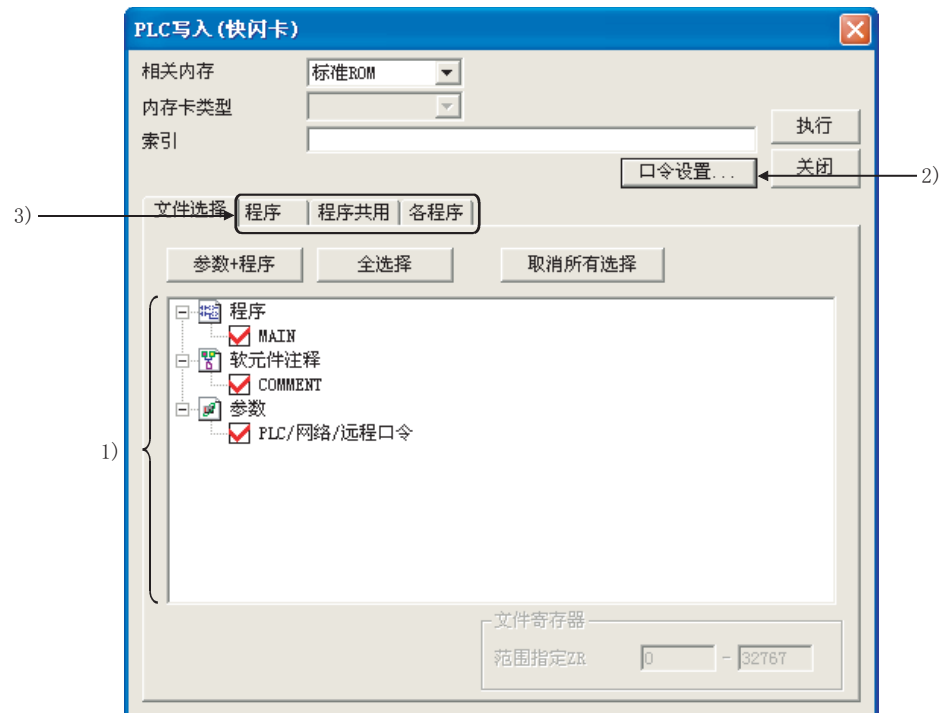 PLC写入(快闪卡)
相关内存 标准ROM
内存卡类型
索引
执行
口令设置... 关闭
2)
3)
文件选择 程序 程序共用 各程序
参数+程序 全选择 取消所有选择
程序
MAIN
软元件注释
COMMENT
参数
PLC/网络/远程口令
1)
文件寄存器
范围指定ZR 0 - 32767